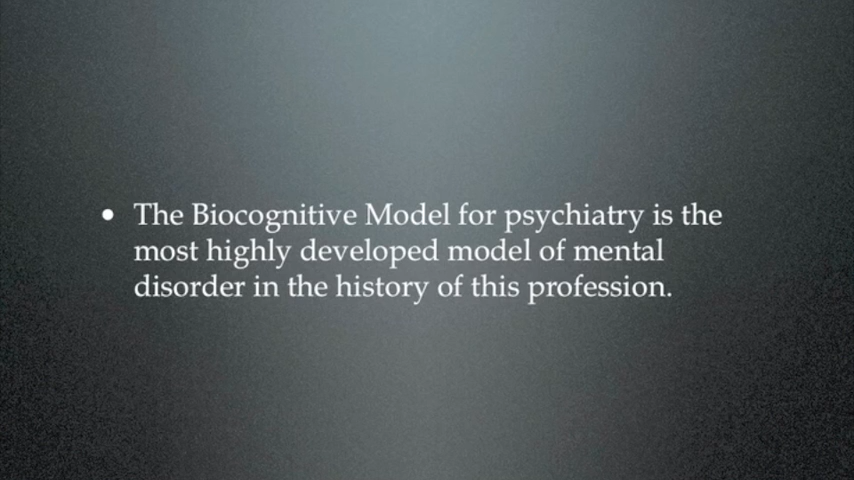 • The Biocognitive Model for psychiatry is the
most highly developed model of mental
disorder in the history of this profession.